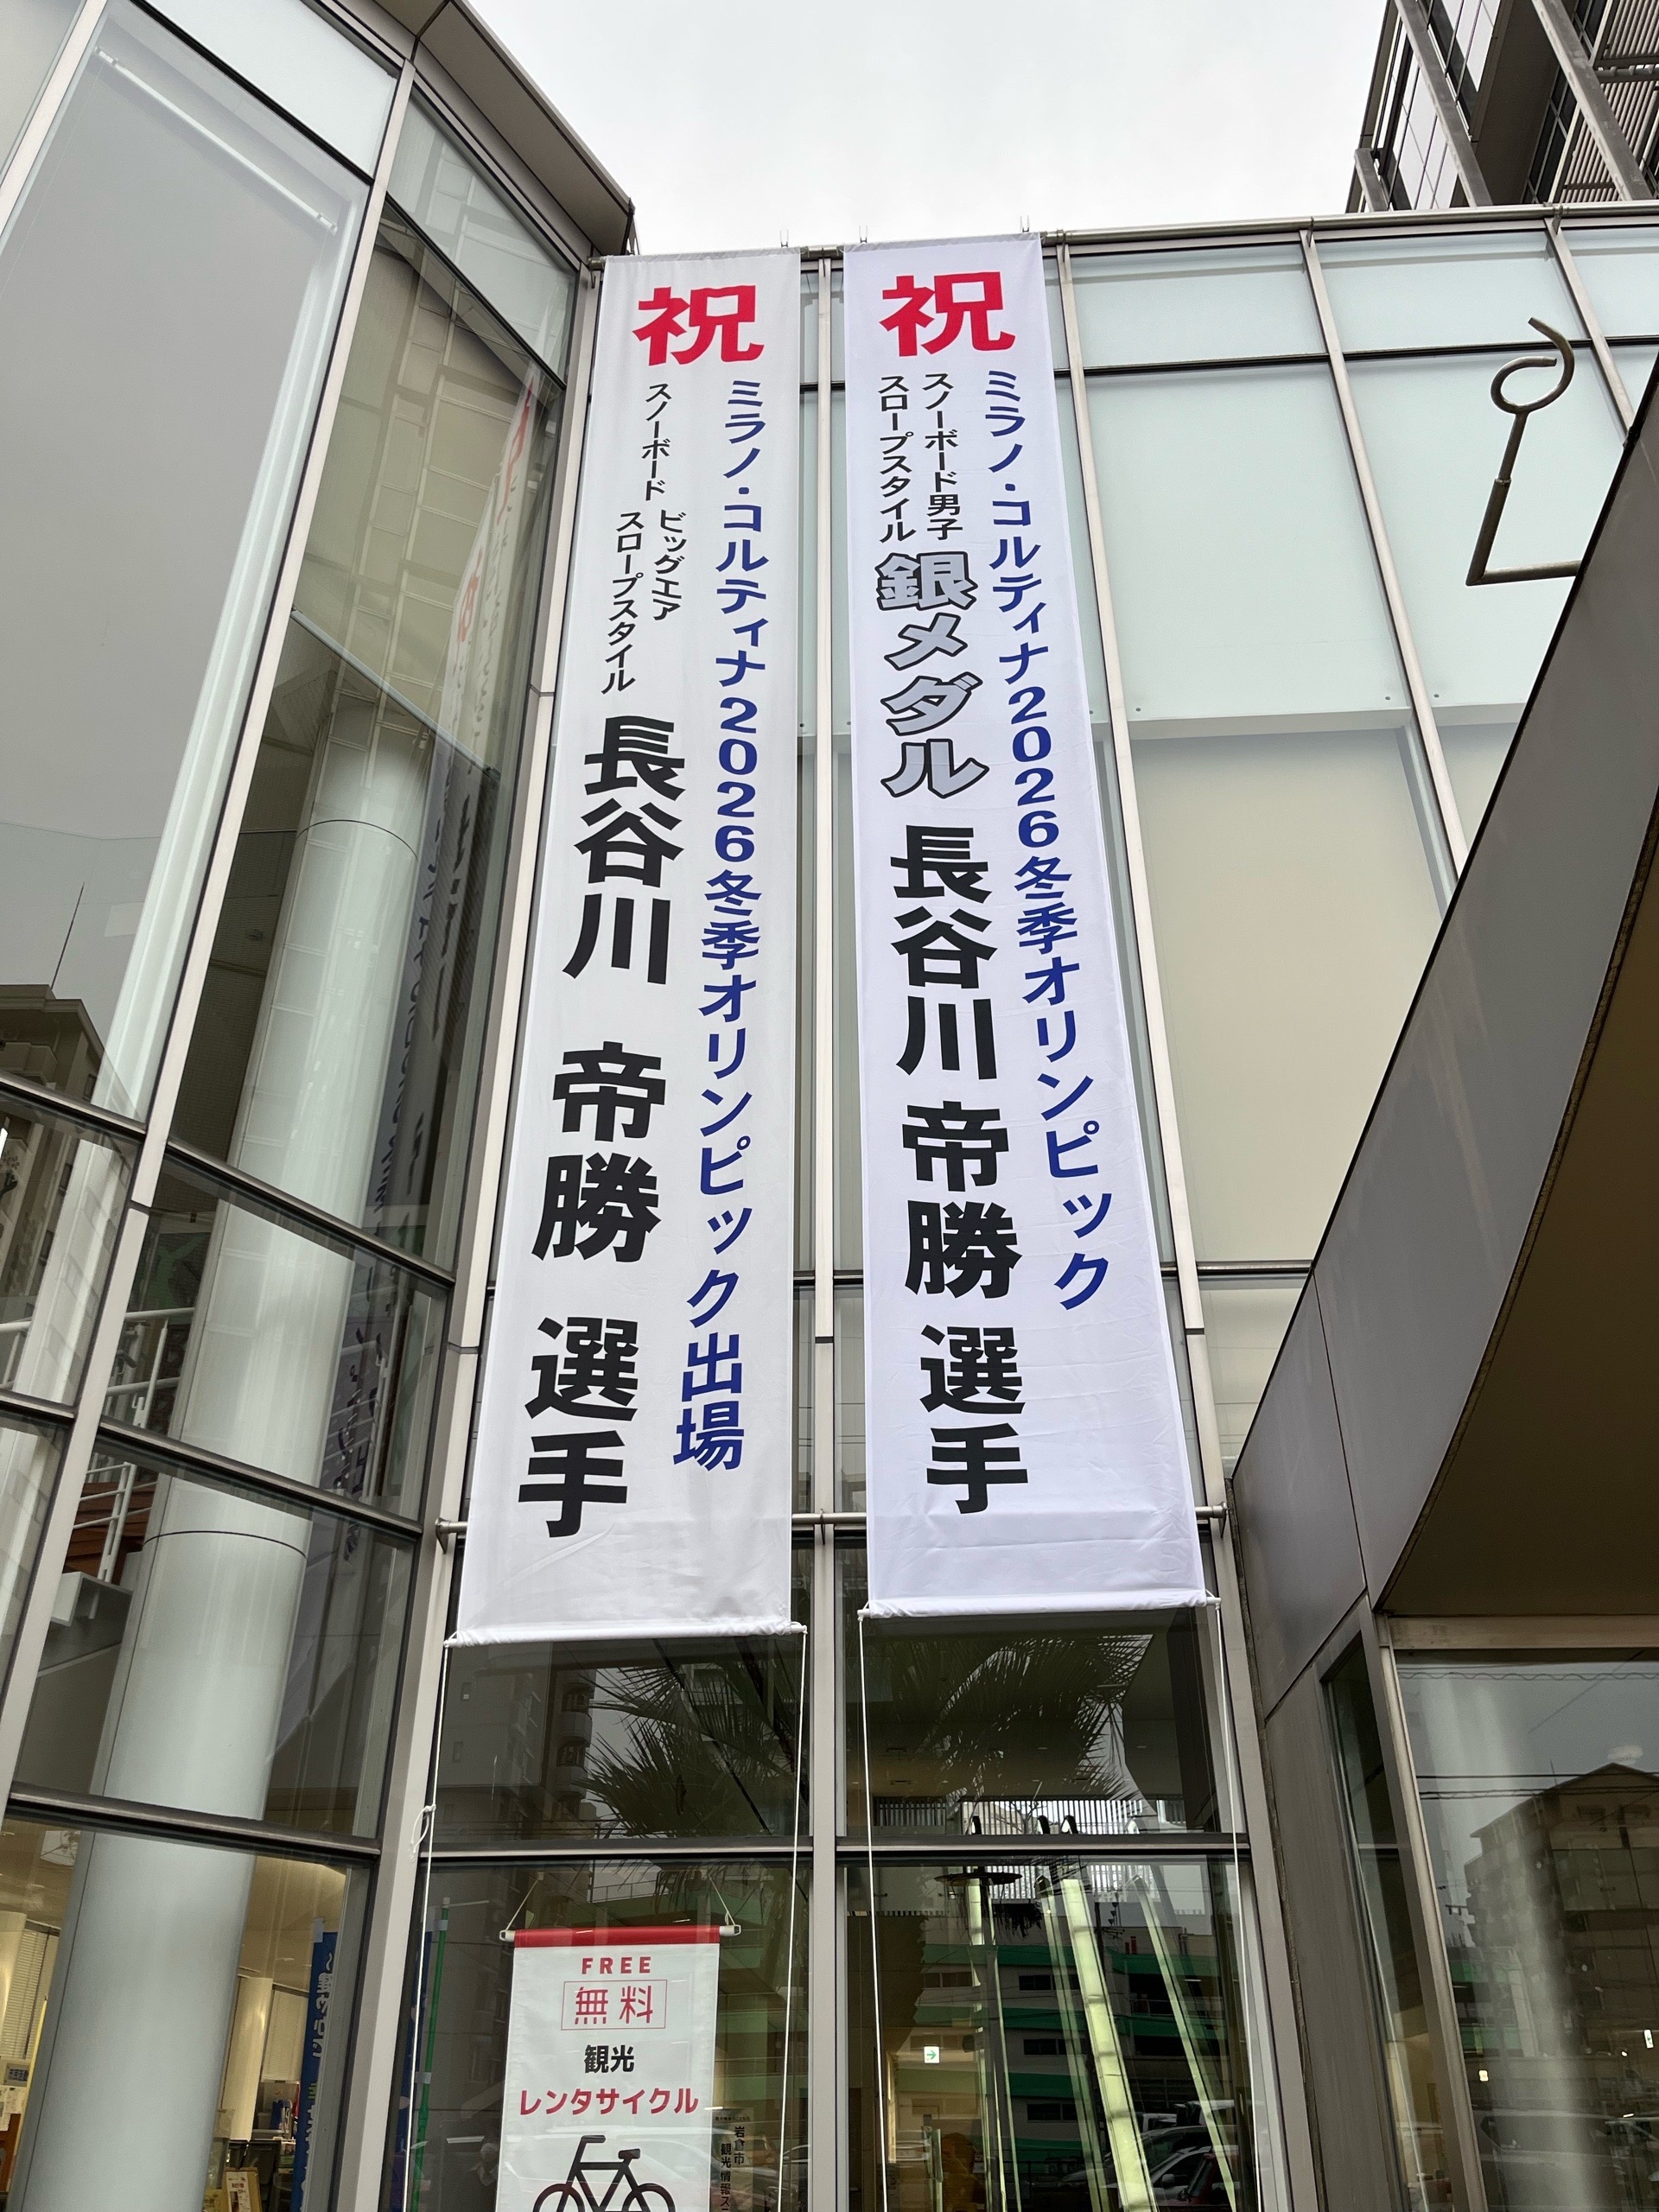 祝
ミラノ・コルティナ2026冬季オリンピック
スノーボード男子
スロープスタイル
銀メダル
長谷川 帝勝 選手
祝
ミラノ・コルティナ2026冬季オリンピック出場
スノーボード
ビッグエア
スロープスタイル
長谷川 帝勝 選手
FREE
無料
観光
レンタサイクル
岩倉市